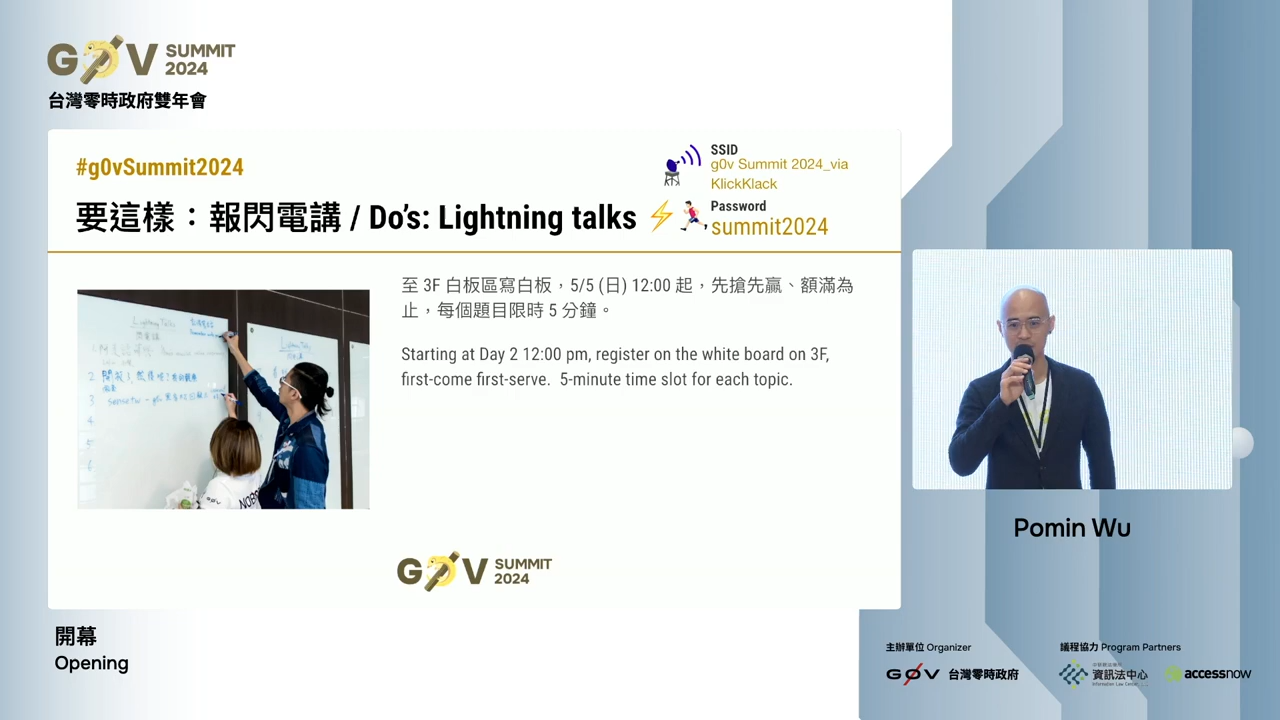 G0V SUMMIT 2024
台灣零時政府雙年會
#g0vSummit2024
SSID
g0v Summit 2024_via
KlickKlack
Password
summit2024
要這樣：報閃電講 / Do’s: Lightning talks
至 3F 白板區寫白板，5/5 (日) 12:00 起，先搶先贏、額滿為
止，每個題目限時 5 分鐘。
Starting at Day 2 12:00 pm, register on the white board on 3F,
first-come first-serve.  5-minute time slot for each topic.
Lightning Talks
閃電講
Lightning Talks
G0V SUMMIT 2024
Pomin Wu
開幕
Opening
主辦單位 Organizer
G0V 台灣零時政府
議程協力 Program Partners
資訊法中心
accessnow